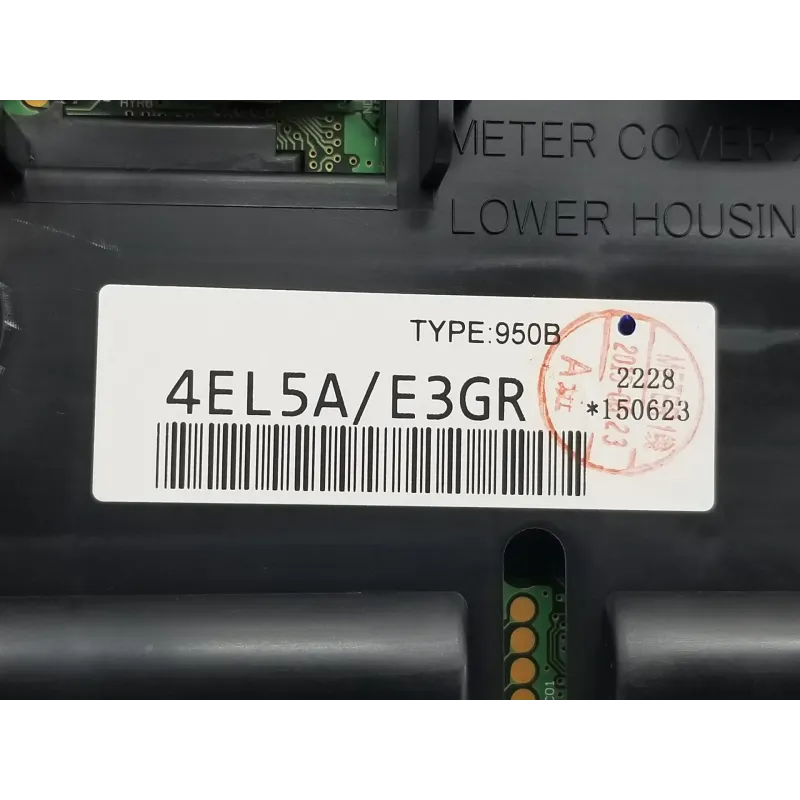 METER COVER
LOWER HOUSIN
TYPE:950B
4EL5A/E3GR
2228
*150623